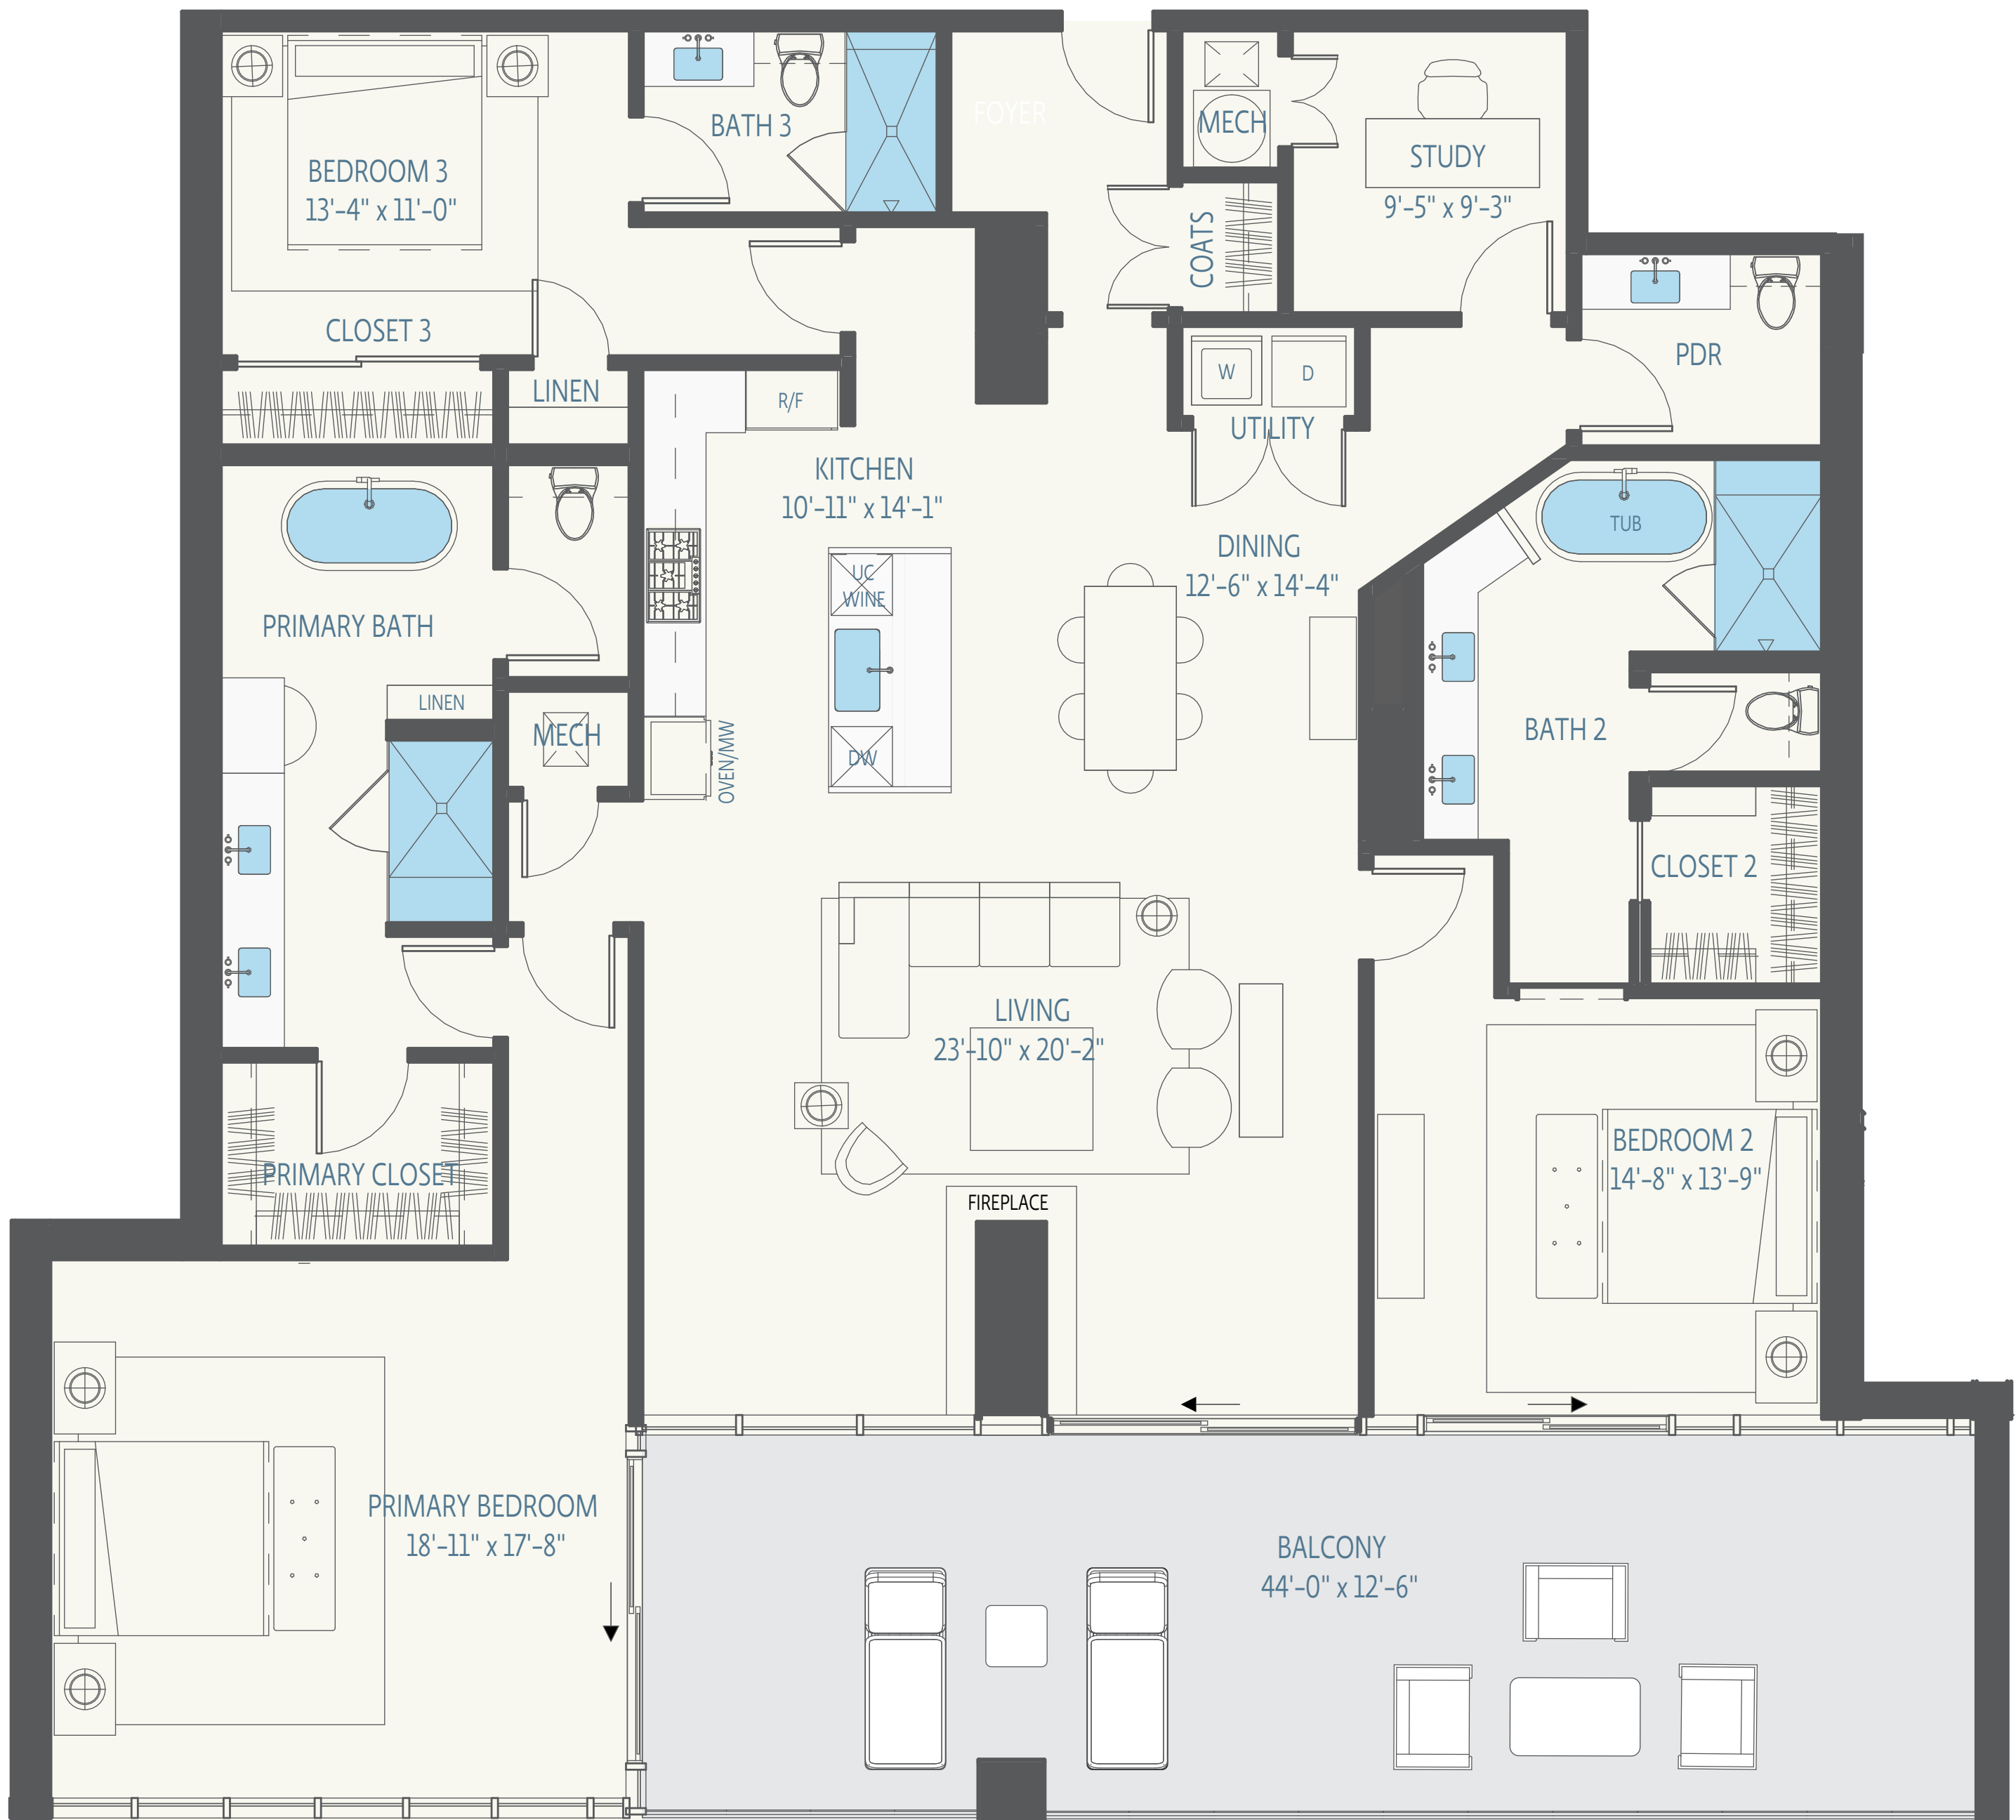 FOYER
MECH
BATH 3
STUDY
9'-5" x 9'-3"
BEDROOM 3
13'-4" x 11'-0"
COATS
CLOSET 3
PDR
LINEN
R/F
W
D
UTILITY
KITCHEN
10'-11" x 14'-1"
TUB
DINING
12'-6" x 14'-4"
UC
WINE
PRIMARY BATH
LINEN
MECH
OVEN/MW
DW
BATH 2
CLOSET 2
LIVING
23'-10" x 20'-2"
BEDROOM 2
14'-8" x 13'-9"
PRIMARY CLOSET
FIREPLACE
PRIMARY BEDROOM
18'-11" x 17'-8"
BALCONY
44'-0" x 12'-6"